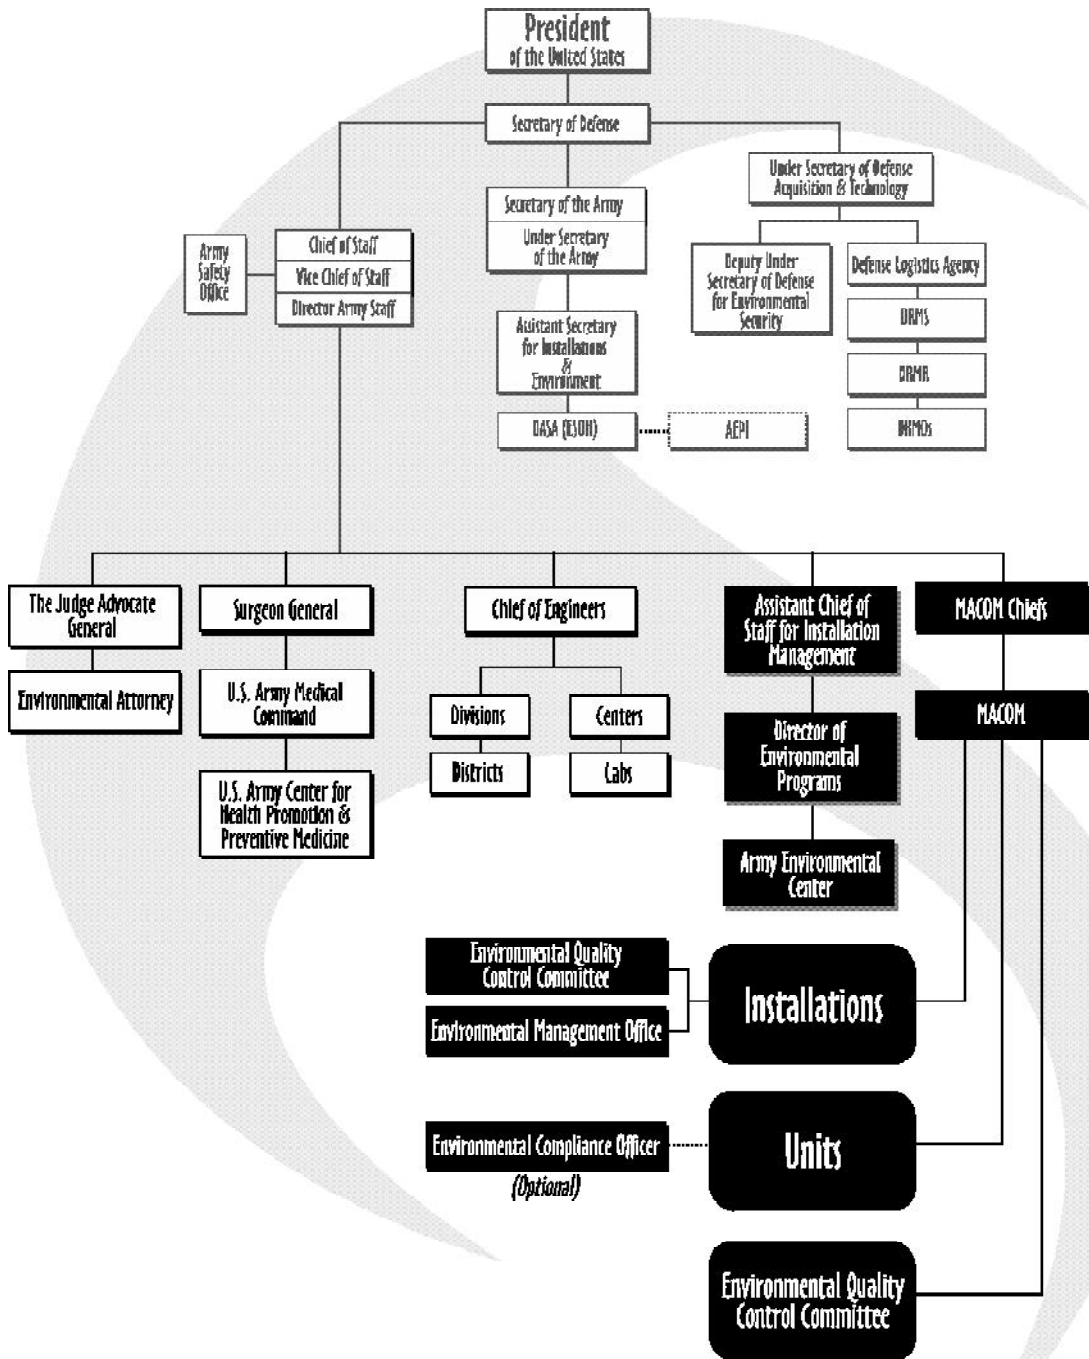 President
of the United States
Secretary of Defense
Under Secretary of Defense
Acquisition & Technology
Secretary of the Army
Under Secretary
of the Army
Army
Safety
Office
Chief of Staff
Vice Chief of Staff
Director Army Staff
Deputy Under
Secretary of Defense
for Environmental
Security
Defense Logistics Agency
DRMS
DRMR
DRMOs
Assistant Secretary
for Installations
&
Environment
DASA (ESOH)
AEPI
The Judge Advocate
General
Environmental Attorney
Surgeon General
U.S. Army Medical
Command
U.S. Army Center for
Health Promotion &
Preventive Medicine
Chief of Engineers
Divisions
Centers
Districts
Labs
Assistant Chief of
Staff for Installation
Management
Director of
Environmental
Programs
Army Environmental
Center
MACOM Chiefs
MACOM
Environmental Quality
Control Committee
Environmental Management Office
Installations
Environmental Compliance Officer
(Optional)
Units
Environmental Quality
Control Committee